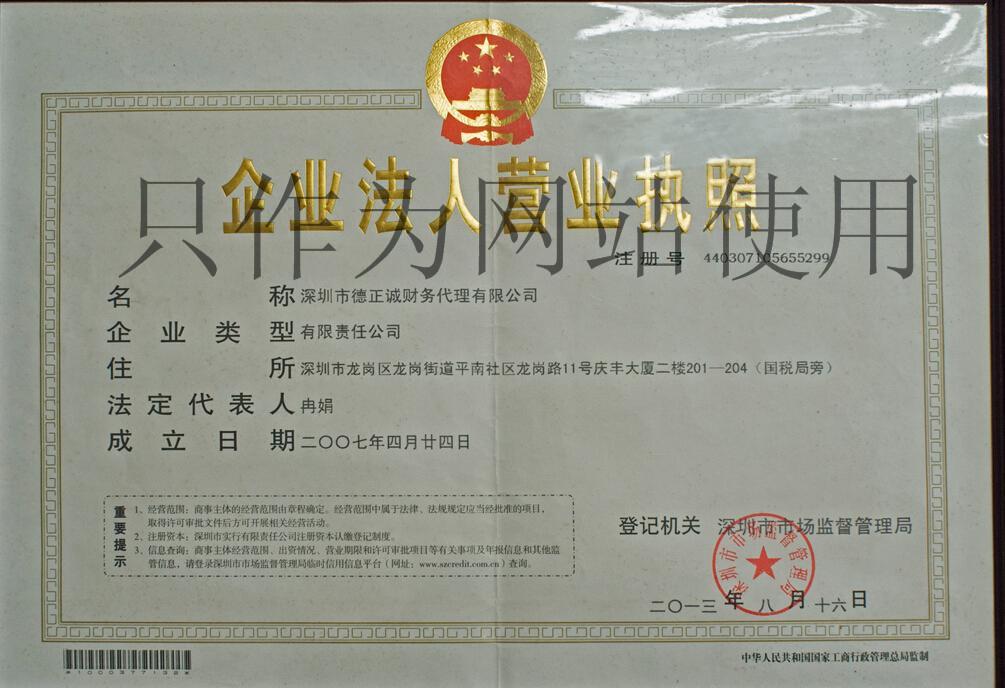 企业法人营业执照
只作为网站使用
注册号 440307105655299
名称 深圳市德正诚财务代理有限公司
企业类型 有限责任公司
住所 深圳市龙岗区龙岗街道平南社区龙岗路11号庆丰大厦二楼201—204（国税局旁）
法定代表人 冉娟
成立日期 二〇〇七年四月廿四日
重要提示
1、经营范围：商事主体的经营范围由章程确定。经营范围中属于法律、法规规定应当经批准的项目，
取得许可审批文件后方可开展相关经营活动。
2、注册资本：深圳市实行有限责任公司注册资本认缴登记制度。
3、信息查询：商事主体经营范围、出资情况、营业期限和许可审批项目等有关事项及年报信息和其他监
管信息，请登录深圳市市场监督管理局临时信用信息平台（网址：www.szcredit.com.cn）查询。
登记机关 深圳市市场监督管理局
深圳市市场监督管理局
二〇一三年八月十六日
*1000377132*
中华人民共和国国家工商行政管理总局监制